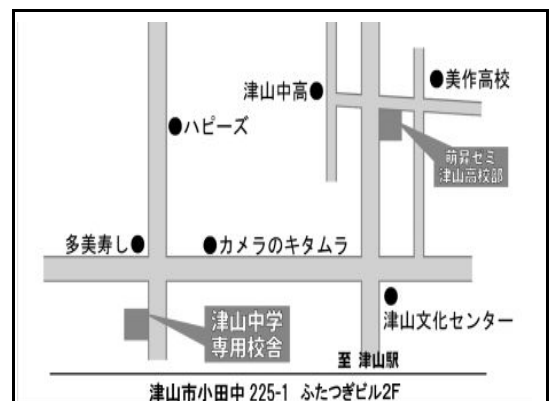 津山中高
美作高校
ハピーズ
萌昇セミ
津山高校部
多美寿し
カメラのキタムラ
津山中学
専用校舎
津山文化センター
至 津山駅
津山市小田中 225-1 ふたつぎビル2F